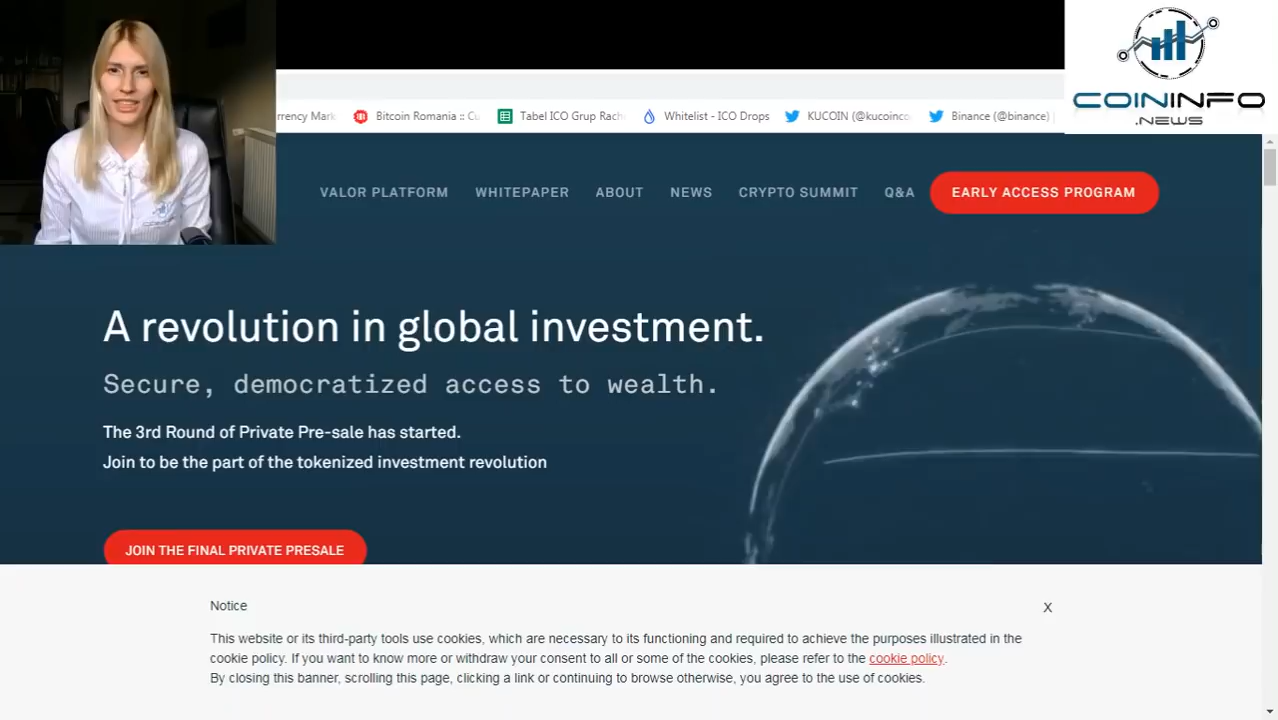 COININFO
.NEWS
rrency Mark
Bitcoin Romania :: Cu
Tabel ICO Grup Rach
Whitelist - ICO Drops
KUCOIN (@kucoinco
Binance (@binance)
VALOR PLATFORM
WHITEPAPER
ABOUT
NEWS
CRYPTO SUMMIT
Q&A
EARLY ACCESS PROGRAM
A revolution in global investment.
Secure, democratized access to wealth.
The 3rd Round of Private Pre-sale has started.
Join to be the part of the tokenized investment revolution
JOIN THE FINAL PRIVATE PRESALE
Notice
X
This website or its third-party tools use cookies, which are necessary to its functioning and required to achieve the purposes illustrated in the
cookie policy. If you want to know more or withdraw your consent to all or some of the cookies, please refer to the cookie policy.
By closing this banner, scrolling this page, clicking a link or continuing to browse otherwise, you agree to the use of cookies.